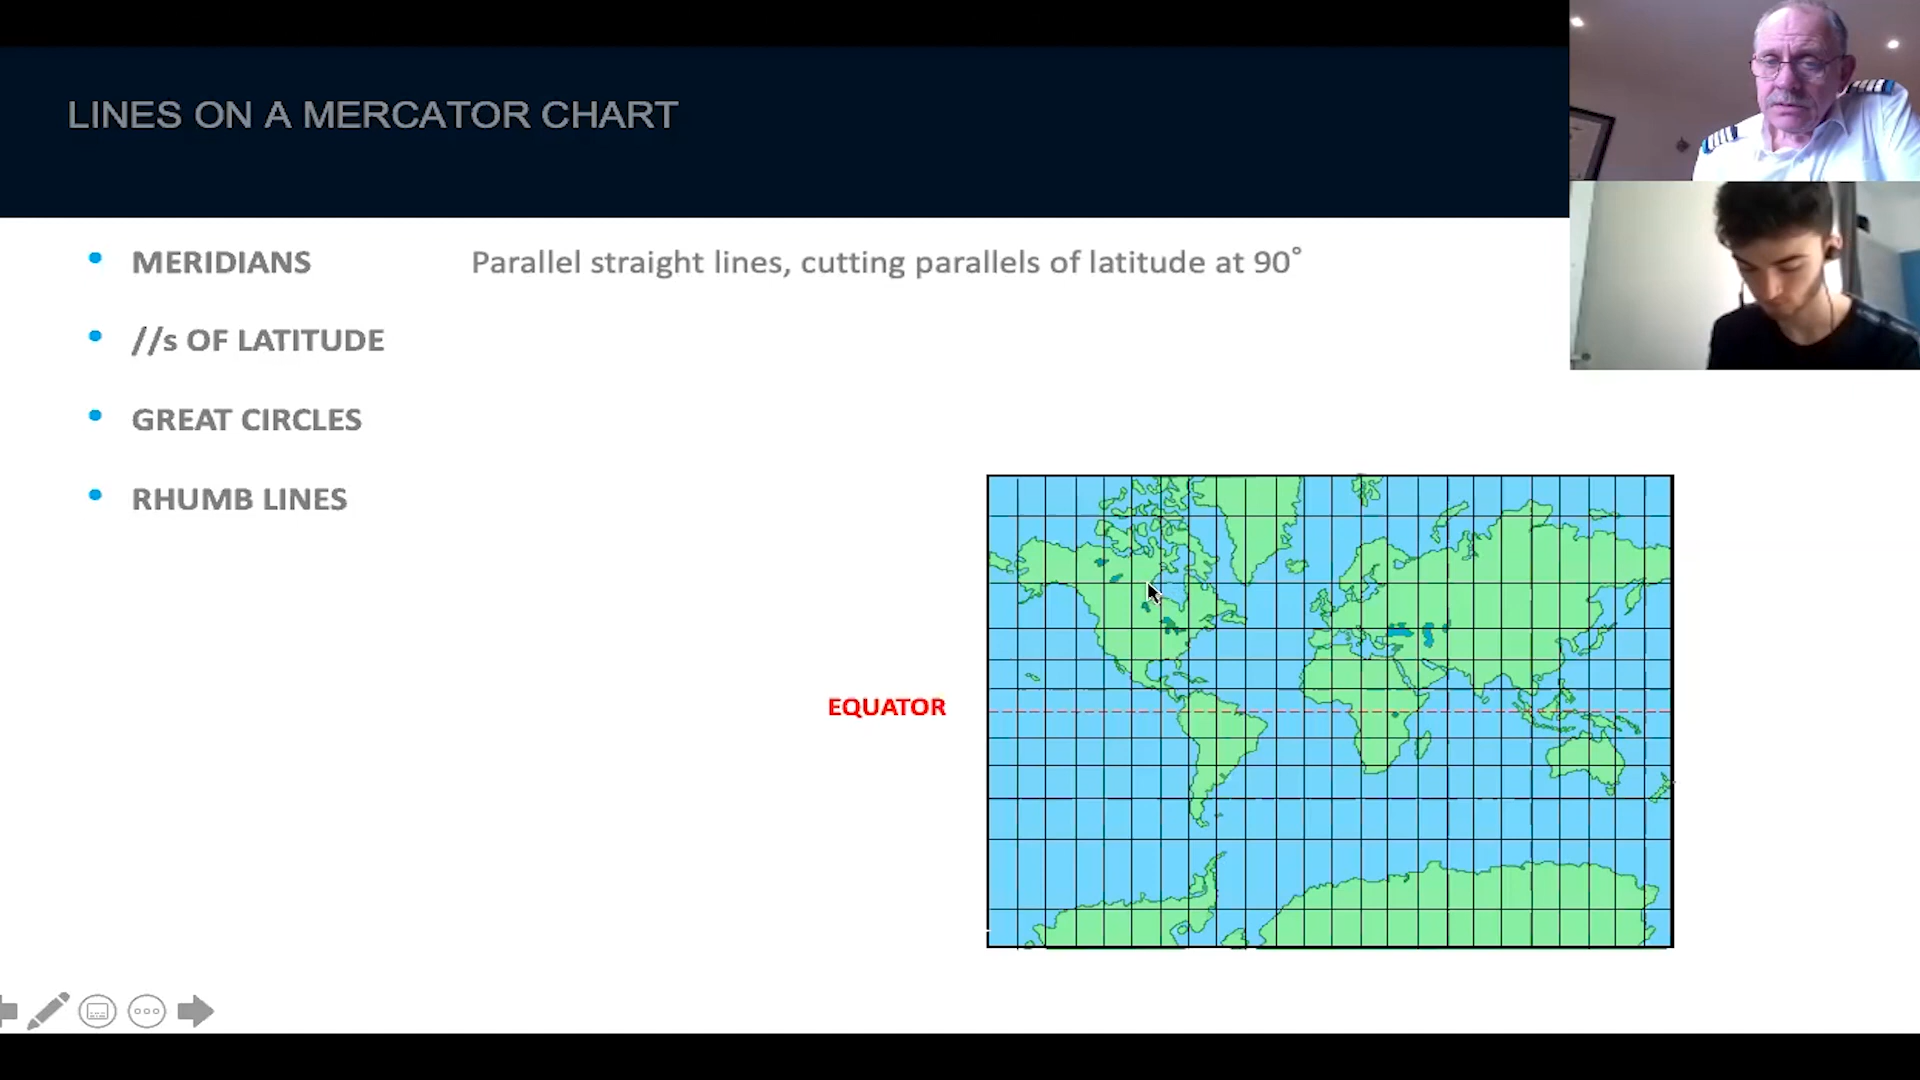 LINES ON A MERCATOR CHART
• MERIDIANS Parallel straight lines, cutting parallels of latitude at 90°
• //s OF LATITUDE
• GREAT CIRCLES
• RHUMB LINES
EQUATOR